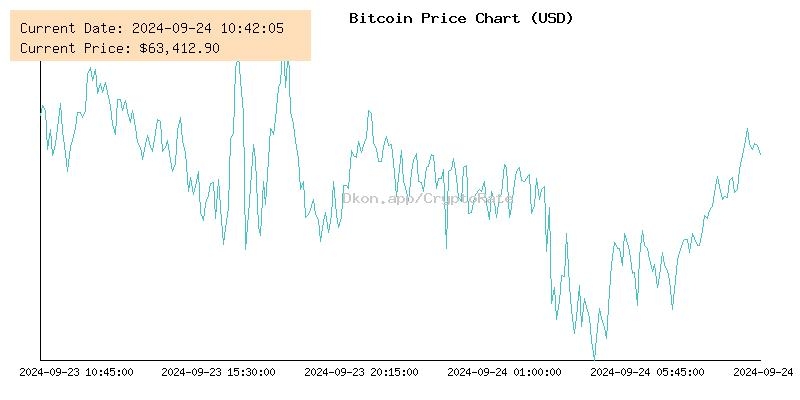 Bitcoin Price Chart (USD)
Current Date: 2024-09-24 10:42:05
Current Price: $63,412.90
Dkon.app/CryptoRate
2024-09-23 10:45:00
2024-09-23 15:30:00
2024-09-23 20:15:00
2024-09-24 01:00:00
2024-09-24 05:45:00
2024-09-24